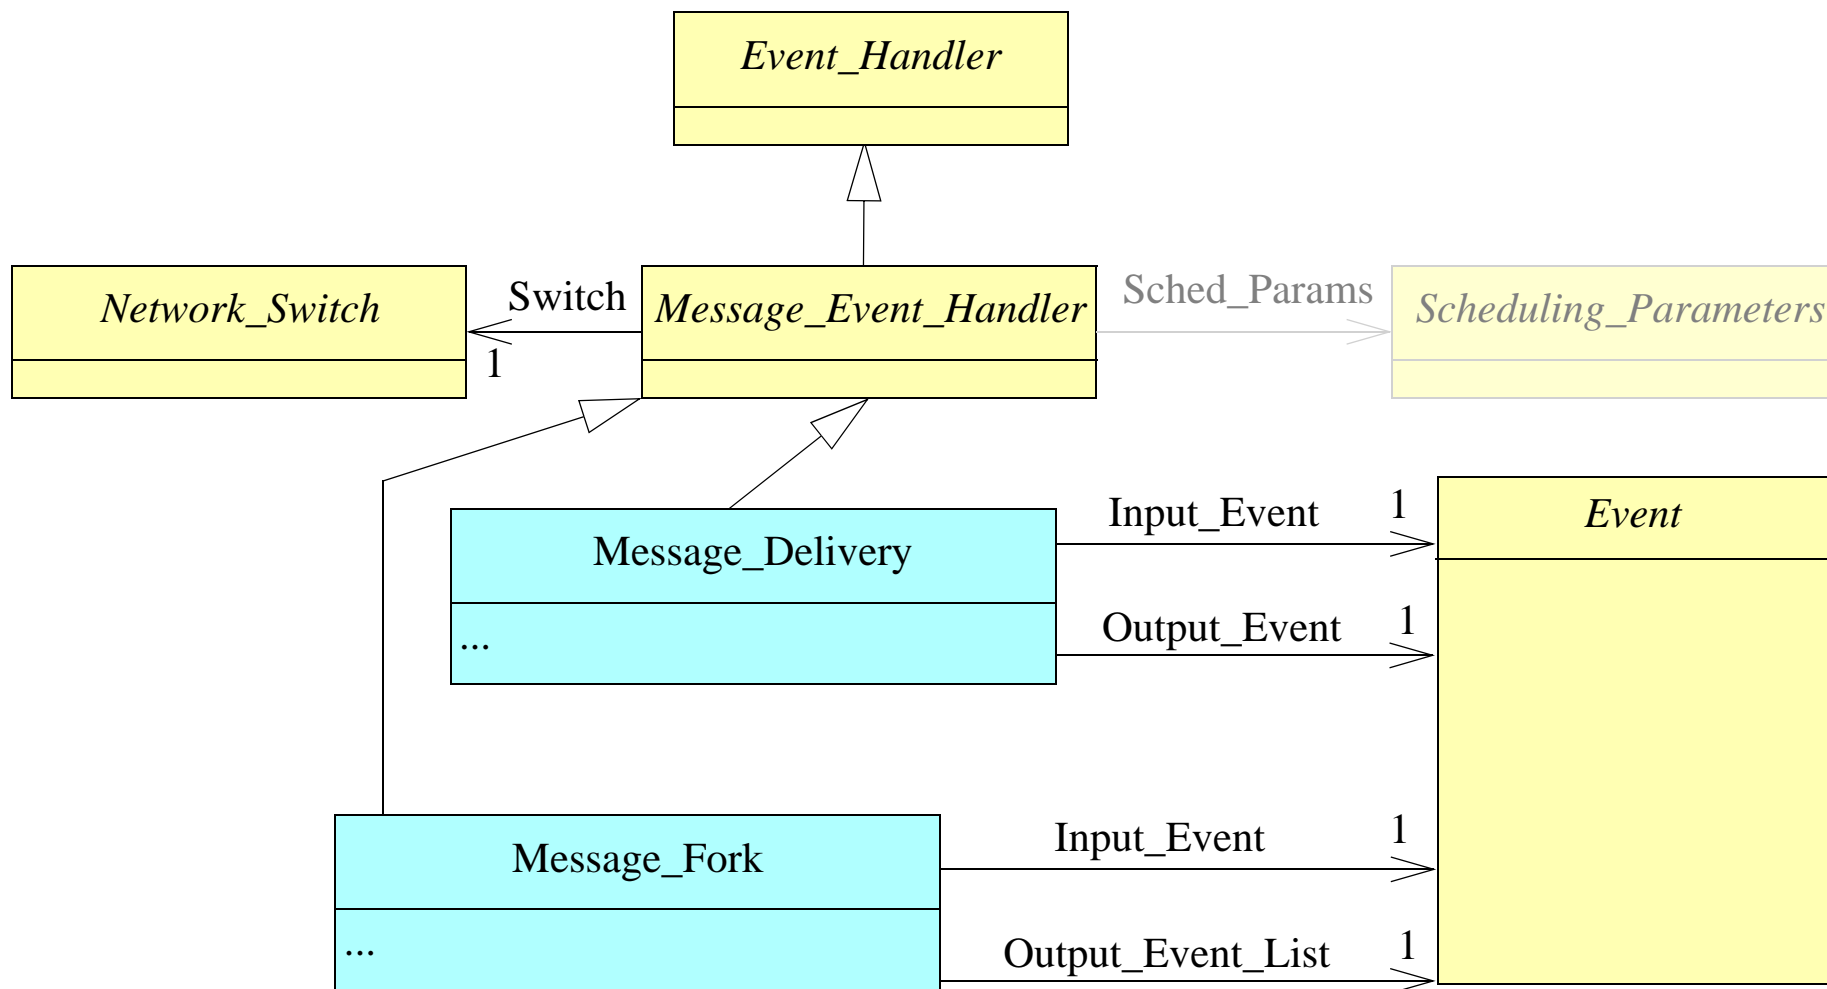 Event_Handler
Network_Switch
Switch
1
Message_Event_Handler
Sched_Params
Scheduling_Parameters
Message_Delivery
...
Input_Event
1
Output_Event
1
Event
Message_Fork
...
Input_Event
1
Output_Event_List
1